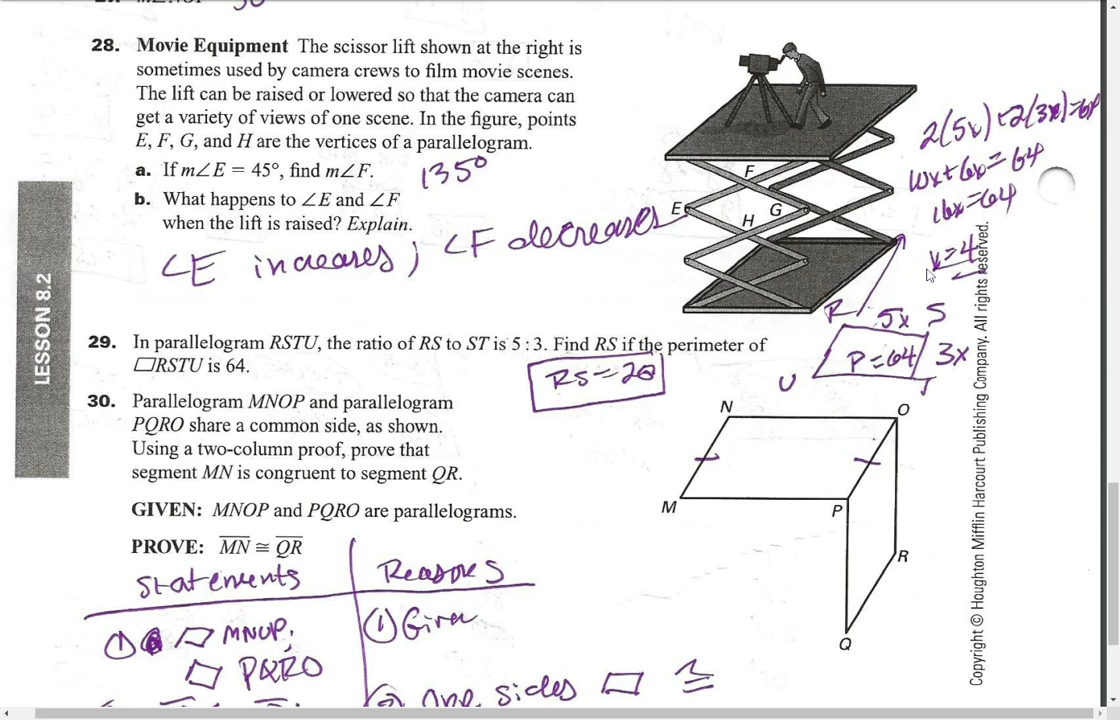 28. Movie Equipment The scissor lift shown at the right is
sometimes used by camera crews to film movie scenes.
The lift can be raised or lowered so that the camera can
get a variety of views of one scene. In the figure, points
E, F, G, and H are the vertices of a parallelogram.
a. If m∠E = 45°, find m∠F.
135°
b. What happens to ∠E and ∠F
when the lift is raised? Explain.
∠E increases; ∠F decreases
F
E
G
H
16x=64
x=4
LESSON 8.2
29. In parallelogram RSTU, the ratio of RS to ST is 5 : 3. Find RS if the perimeter of
▱RSTU is 64.
RS=20
R 5x S
P=64 3x
U T
30. Parallelogram MNOP and parallelogram
PQRO share a common side, as shown.
Using a two-column proof, prove that
segment MN is congruent to segment QR.
GIVEN: MNOP and PQRO are parallelograms.
PROVE: MN ≅ QR
N O
M P
R
Q
Statements Reasons
① ▱ MNOP, ① Given
▱ PQRO
② opp sides ▱ ≅
Copyright © Houghton Mifflin Harcourt Publishing Company. All rights reserved.